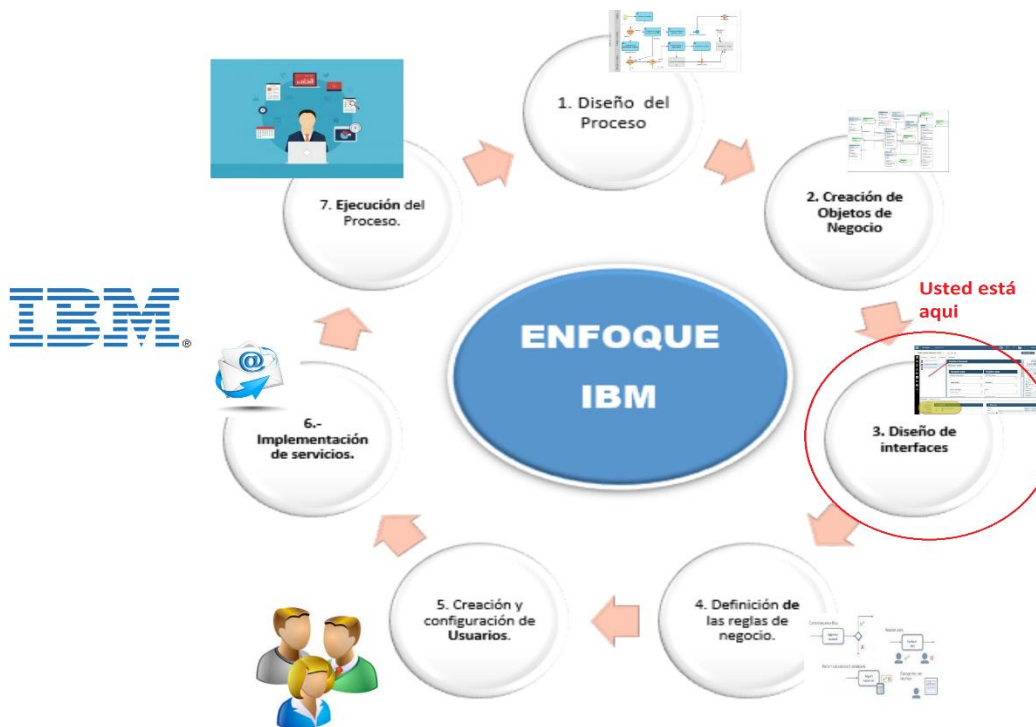 1. Diseño del
Proceso
2. Creación de
Objetos de
Negocio
Usted está
aqui
3. Diseño de
interfaces
4. Definición de
las reglas de
negocio.
5. Creación y
configuración de
Usuarios.
6.-
Implementación
de servicios.
7. Ejecución del
Proceso.
ENFOQUE
IBM
IBM®
@